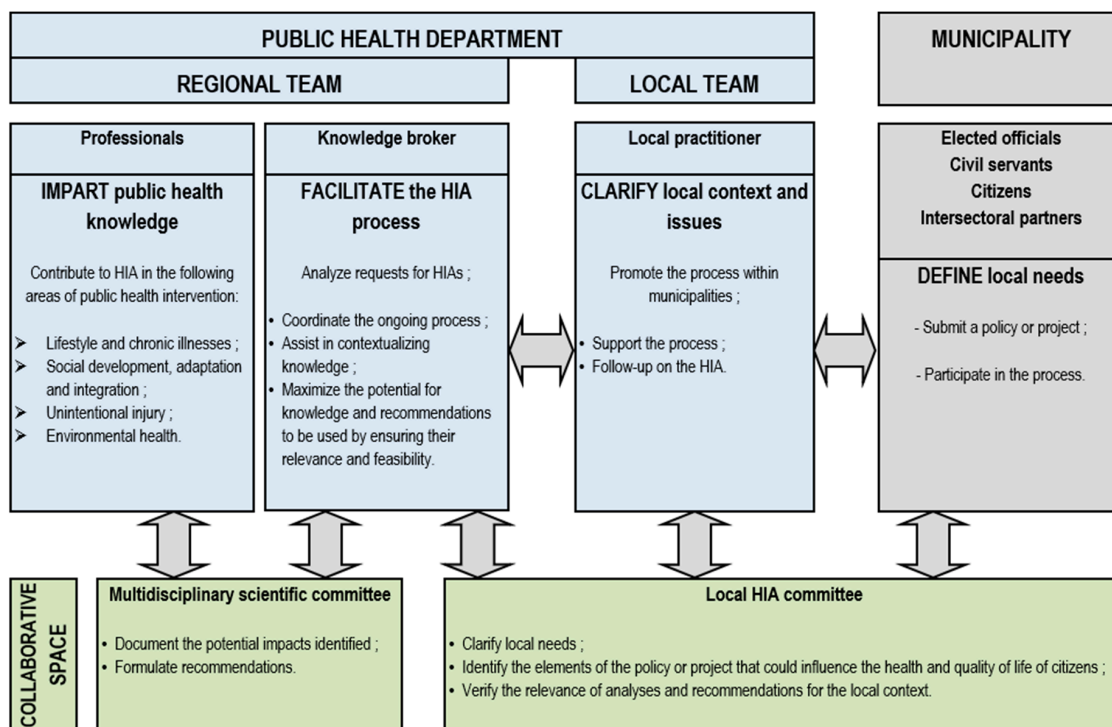 PUBLIC HEALTH DEPARTMENT
MUNICIPALITY
REGIONAL TEAM
LOCAL TEAM
Professionals
IMPART public health
knowledge
Contribute to HIA in the following
areas of public health intervention:
➢ Lifestyle and chronic illnesses ;
➢ Social development, adaptation
and integration ;
➢ Unintentional injury ;
➢ Environmental health.
Knowledge broker
FACILITATE the HIA
process
Analyze requests for HIAs ;
• Coordinate the ongoing process ;
• Assist in contextualizing
knowledge ;
• Maximize the potential for
knowledge and recommendations
to be used by ensuring their
relevance and feasibility.
Local practitioner
CLARIFY local context and
issues
Promote the process within
municipalities ;
• Support the process ;
• Follow-up on the HIA.
Elected officials
Civil servants
Citizens
Intersectoral partners
DEFINE local needs
- Submit a policy or project ;
- Participate in the process.
COLLABORATIVE
SPACE
Multidisciplinary scientific committee
• Document the potential impacts identified ;
• Formulate recommendations.
Local HIA committee
• Clarify local needs ;
• Identify the elements of the policy or project that could influence the health and quality of life of citizens ;
• Verify the relevance of analyses and recommendations for the local context.